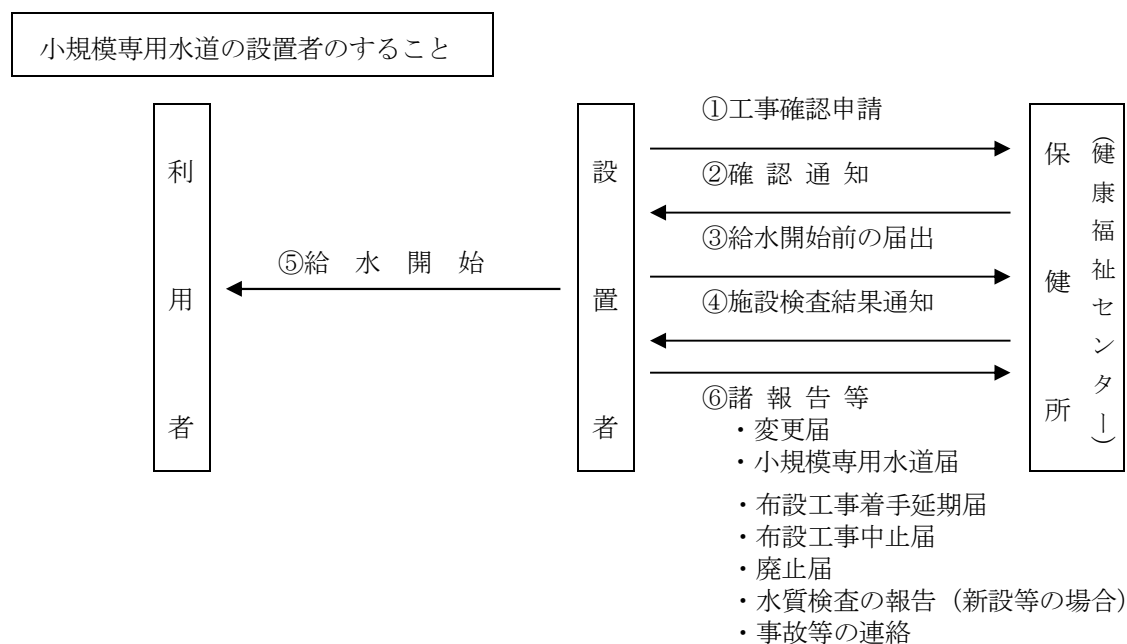 小規模専用水道の設置者のすること
利用者
⑤給水開始
設置者
①工事確認申請
②確認通知
③給水開始前の届出
④施設検査結果通知
⑥諸報告等
・変更届
・小規模専用水道届
・布設工事着手延期届
・布設工事中止届
・廃止届
・水質検査の報告（新設等の場合）
・事故等の連絡
保健所
（健康福祉センター）